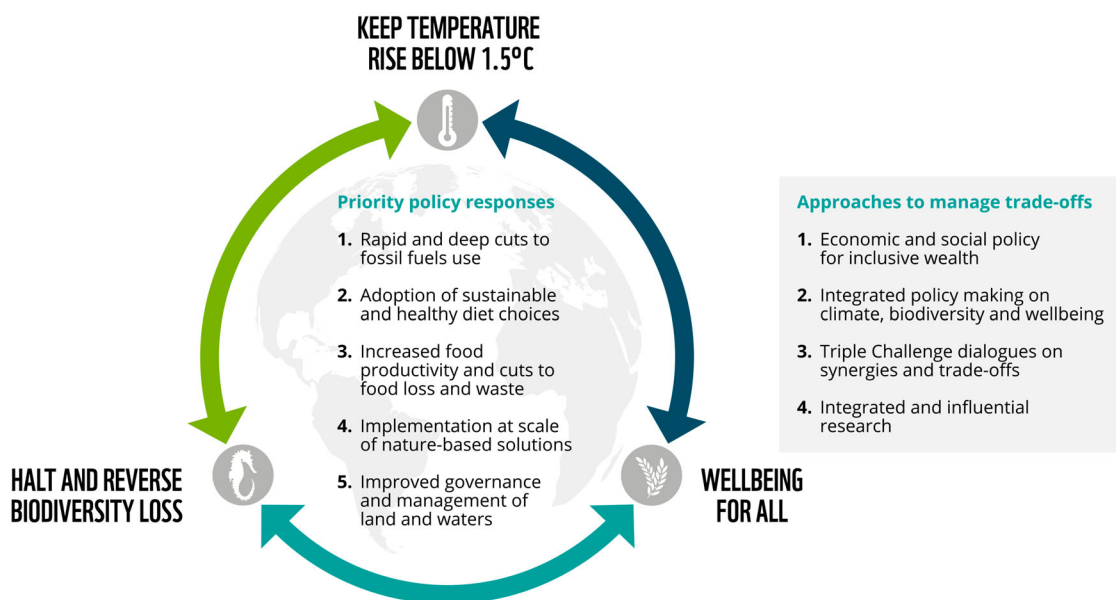 KEEP TEMPERATURE
RISE BELOW 1.5°C
Priority policy responses
1. Rapid and deep cuts to
fossil fuels use
2. Adoption of sustainable
and healthy diet choices
3. Increased food
productivity and cuts to
food loss and waste
4. Implementation at scale
of nature-based solutions
5. Improved governance
and management of
land and waters
HALT AND REVERSE
BIODIVERSITY LOSS
WELLBEING
FOR ALL
Approaches to manage trade-offs
1. Economic and social policy
for inclusive wealth
2. Integrated policy making on
climate, biodiversity and wellbeing
3. Triple Challenge dialogues on
synergies and trade-offs
4. Integrated and influential
research